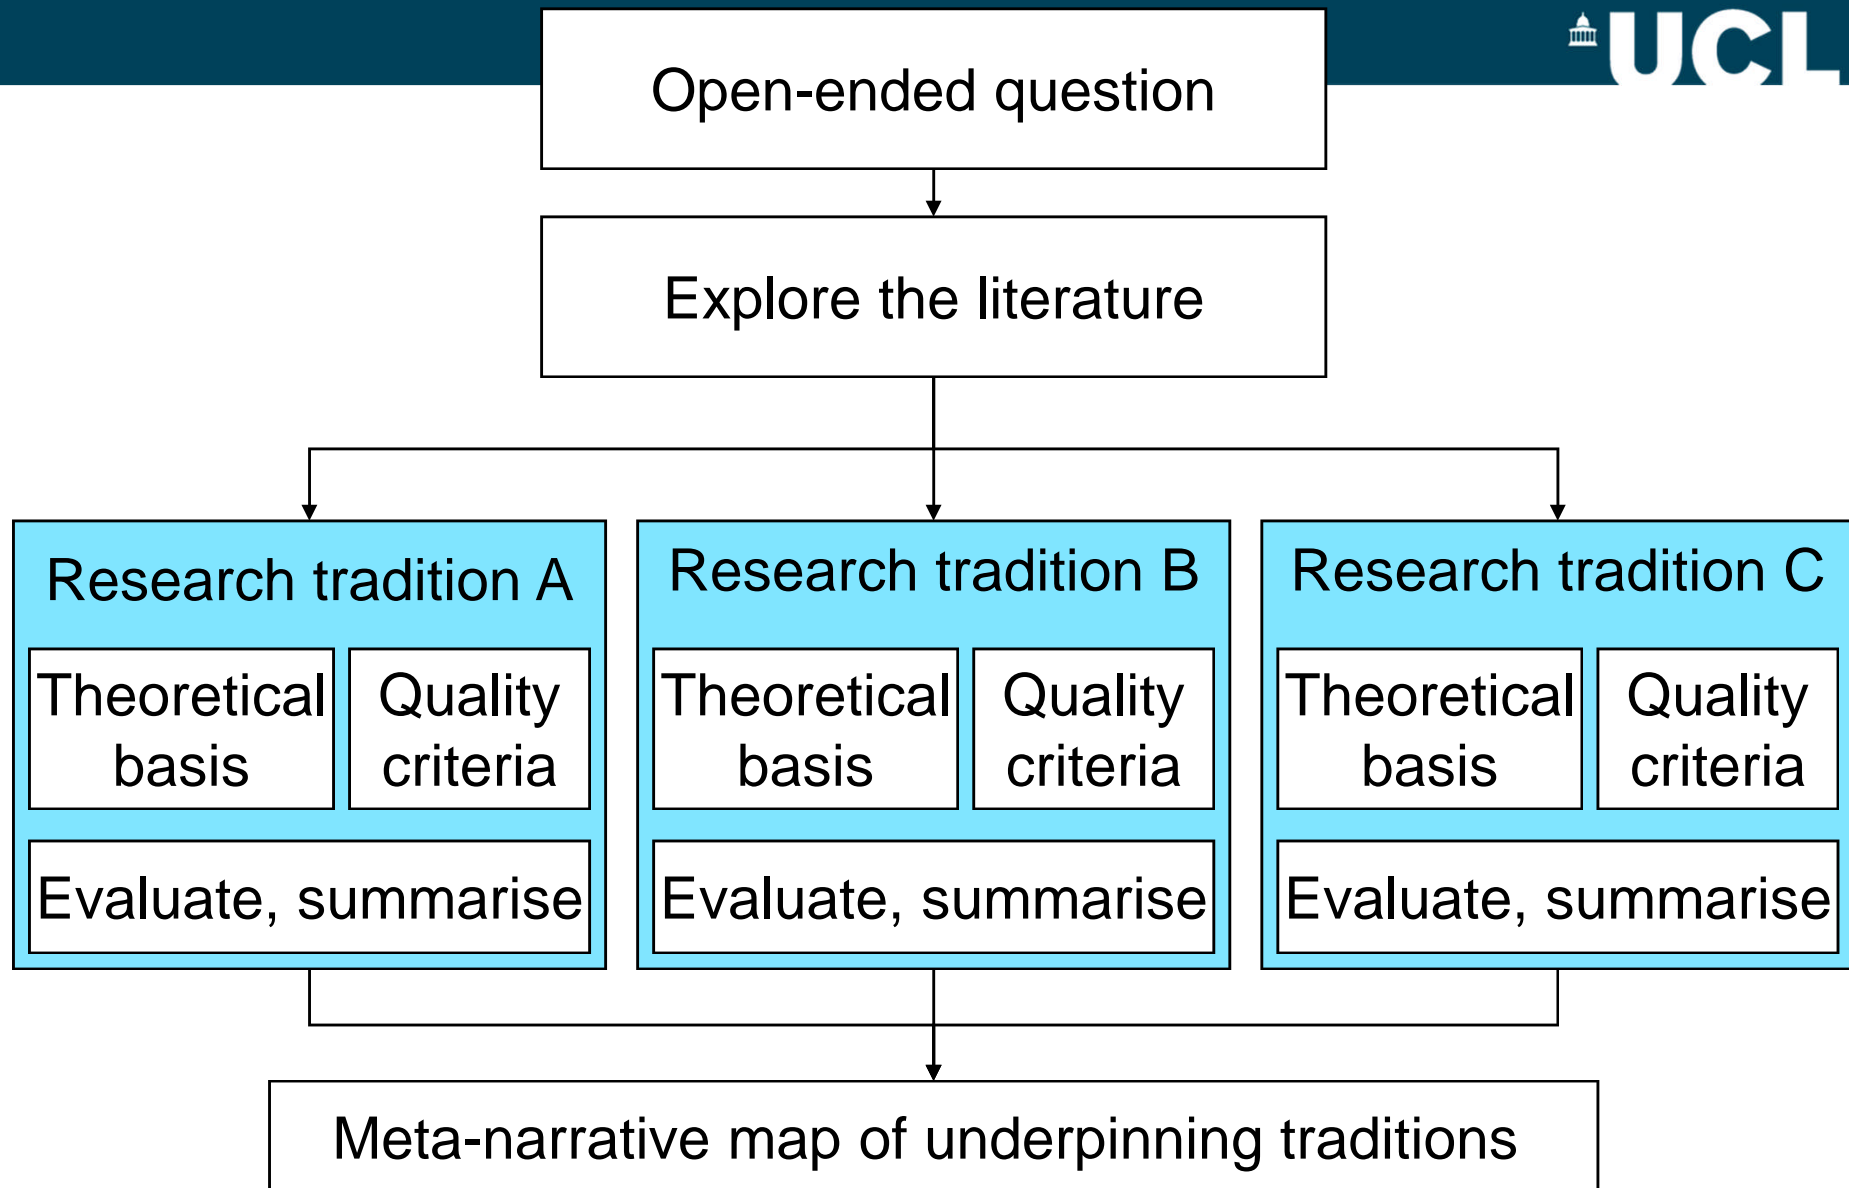 UCL
Open-ended question
Explore the literature
Research tradition A
Theoretical
basis
Quality
criteria
Evaluate, summarise
Research tradition B
Theoretical
basis
Quality
criteria
Evaluate, summarise
Research tradition C
Theoretical
basis
Quality
criteria
Evaluate, summarise
Meta-narrative map of underpinning traditions